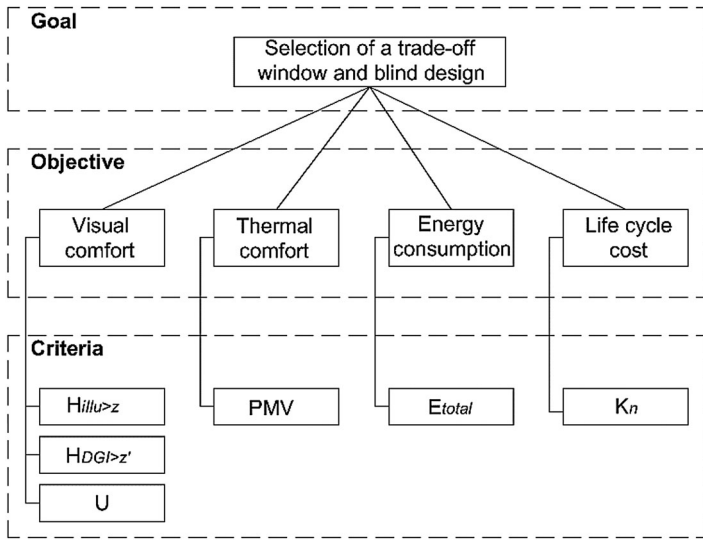 Goal
Selection of a trade-off
window and blind design
Objective
Visual
comfort
Thermal
comfort
Energy
consumption
Life cycle
cost
Criteria
Hillu>z
PMV
Etotal
Kn
HDGI>z'
U